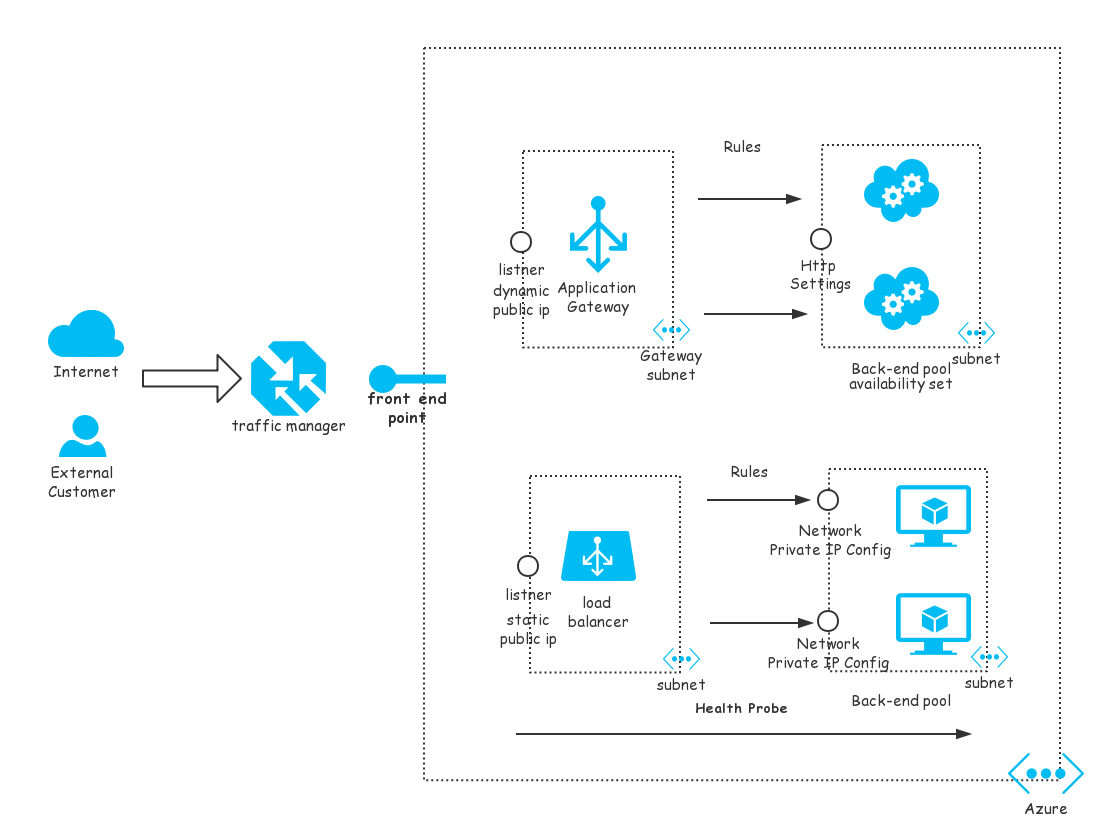 Internet
External
Customer
traffic manager
front end
point
listner
dynamic
public ip
Application
Gateway
Gateway
subnet
Rules
Http
Settings
subnet
Back-end pool
availability set
listner
static
public ip
load
balancer
subnet
Rules
Network
Private IP Config
Network
Private IP Config
subnet
Back-end pool
Health Probe
Azure